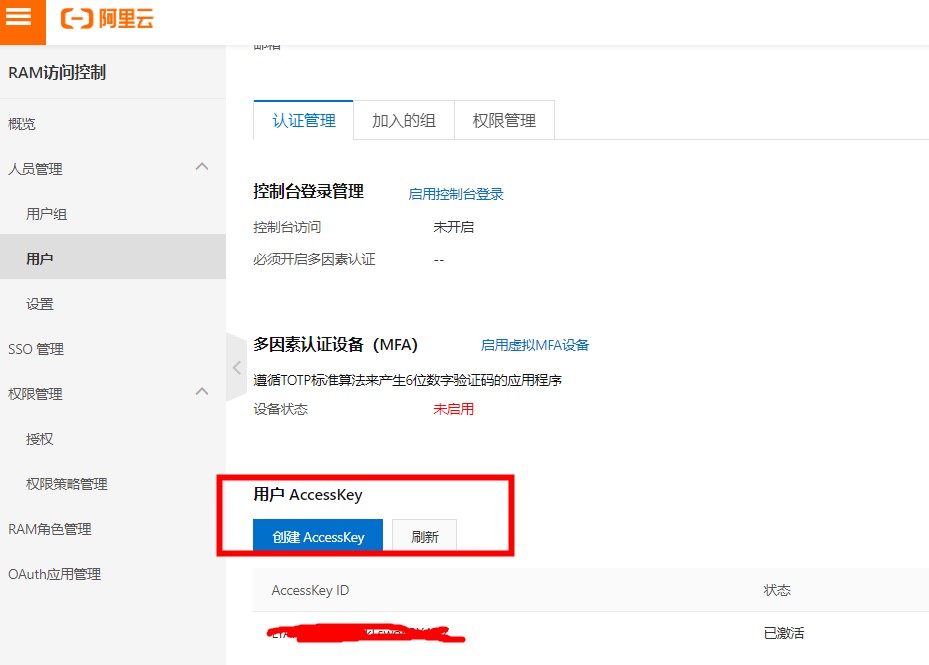 阿里云
RAM访问控制
概览
人员管理
用户组
用户
设置
SSO 管理
权限管理
授权
权限策略管理
RAM角色管理
OAuth应用管理
认证管理 加入的组 权限管理
控制台登录管理 启用控制台登录
控制台访问 未开启
必须开启多因素认证 --
多因素认证设备（MFA） 启用虚拟MFA设备
遵循TOTP标准算法来产生6位数字验证码的应用程序
设备状态 未启用
用户 AccessKey
创建 AccessKey 刷新
AccessKey ID 状态
已激活